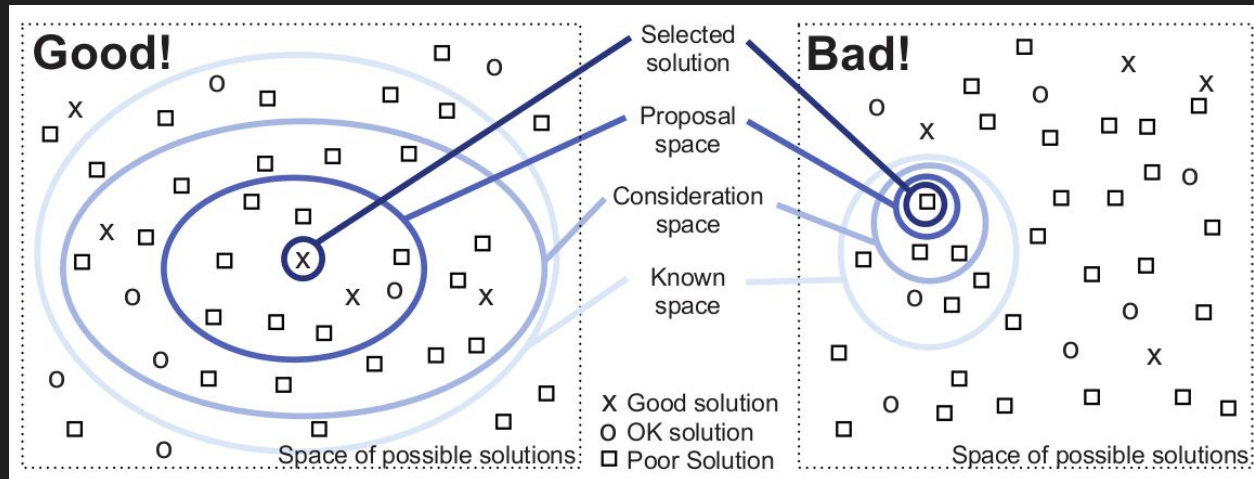 Good!
Selected
solution
Proposal
space
Consideration
space
Known
space
x Good solution
o OK solution
□ Poor Solution
Space of possible solutions
Bad!
Space of possible solutions